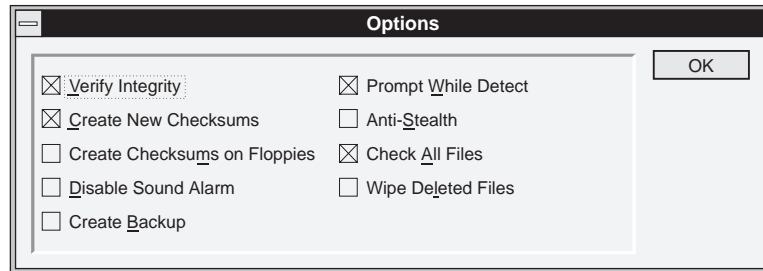 Options
OK
Verify Integrity
Create New Checksums
Create Checksums on Floppies
Disable Sound Alarm
Create Backup
Prompt While Detect
Anti-Stealth
Check All Files
Wipe Deleted Files